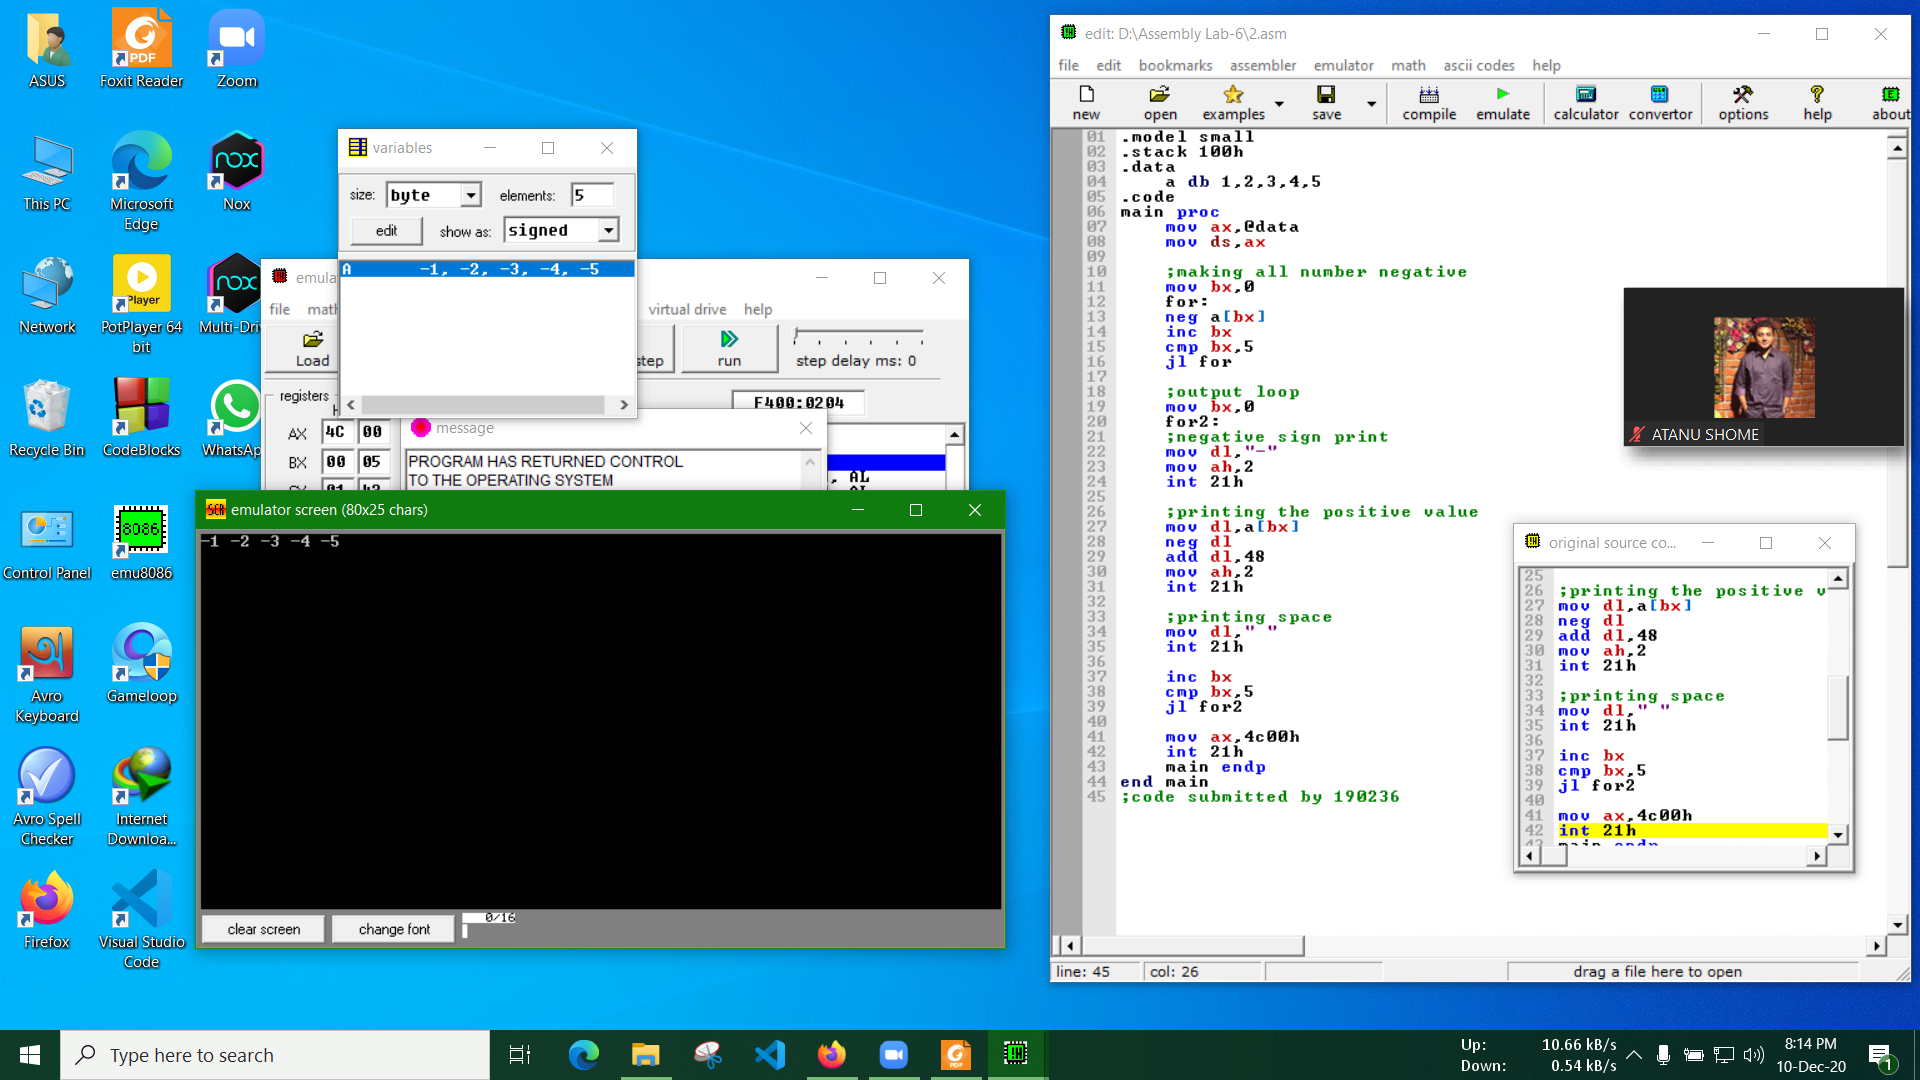 ASUS
Foxit Reader
Zoom
This PC
Microsoft
Edge
Nox
Network
PotPlayer 64
bit
Multi-Dri
Recycle Bin
CodeBlocks
WhatsAp
Control Panel
emu8086
Avro
Keyboard
Gameloop
Avro Spell
Checker
Internet
Downloa...
Firefox
Visual Studio
Code
variables
size: byte elements: 5
edit show as: signed
A -1, -2, -3, -4, -5
emula
file math virtual drive help
Load step run step delay ms: 0
registers
F400:0204
AX 4C 00
BX 00 05
, AL
message
PROGRAM HAS RETURNED CONTROL
TO THE OPERATING SYSTEM
emulator screen (80x25 chars)
-1 -2 -3 -4 -5
clear screen change font 0/16
edit: D:\Assembly Lab-6\2.asm
file edit bookmarks assembler emulator math ascii codes help
new open examples save compile emulate calculator convertor options help about
01 .model small
02 .stack 100h
03 .data
04 a db 1,2,3,4,5
05 .code
06 main proc
07 mov ax,@data
08 mov ds,ax
09
10 ;making all number negative
11 mov bx,0
12 for:
13 neg a[bx]
14 inc bx
15 cmp bx,5
16 jl for
17
18 ;output loop
19 mov bx,0
20 for2:
21 ;negative sign print
22 mov dl,"-"
23 mov ah,2
24 int 21h
25
26 ;printing the positive value
27 mov dl,a[bx]
28 neg dl
29 add dl,48
30 mov ah,2
31 int 21h
32
33 ;printing space
34 mov dl," "
35 int 21h
36
37 inc bx
38 cmp bx,5
39 jl for2
40
41 mov ax,4c00h
42 int 21h
43 main endp
44 end main
45 ;code submitted by 190236
line: 45 col: 26 drag a file here to open
ATANU SHOME
original source co...
25
26 ;printing the positive v
27 mov dl,a[bx]
28 neg dl
29 add dl,48
30 mov ah,2
31 int 21h
32
33 ;printing space
34 mov dl," "
35 int 21h
36
37 inc bx
38 cmp bx,5
39 jl for2
40
41 mov ax,4c00h
42 int 21h
43 main endp
Type here to search
Up: 10.66 kB/s
Down: 0.54 kB/s
8:14 PM
10-Dec-20
1